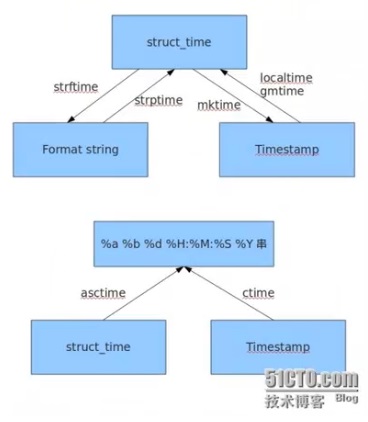 struct_time
strftime
strptime
localtime
gmtime
mktime
Format string
Timestamp
%a %b %d %H:%M:%S %Y 串
asctime
ctime
struct_time
Timestamp
51CTO.com
技术博客 Blog